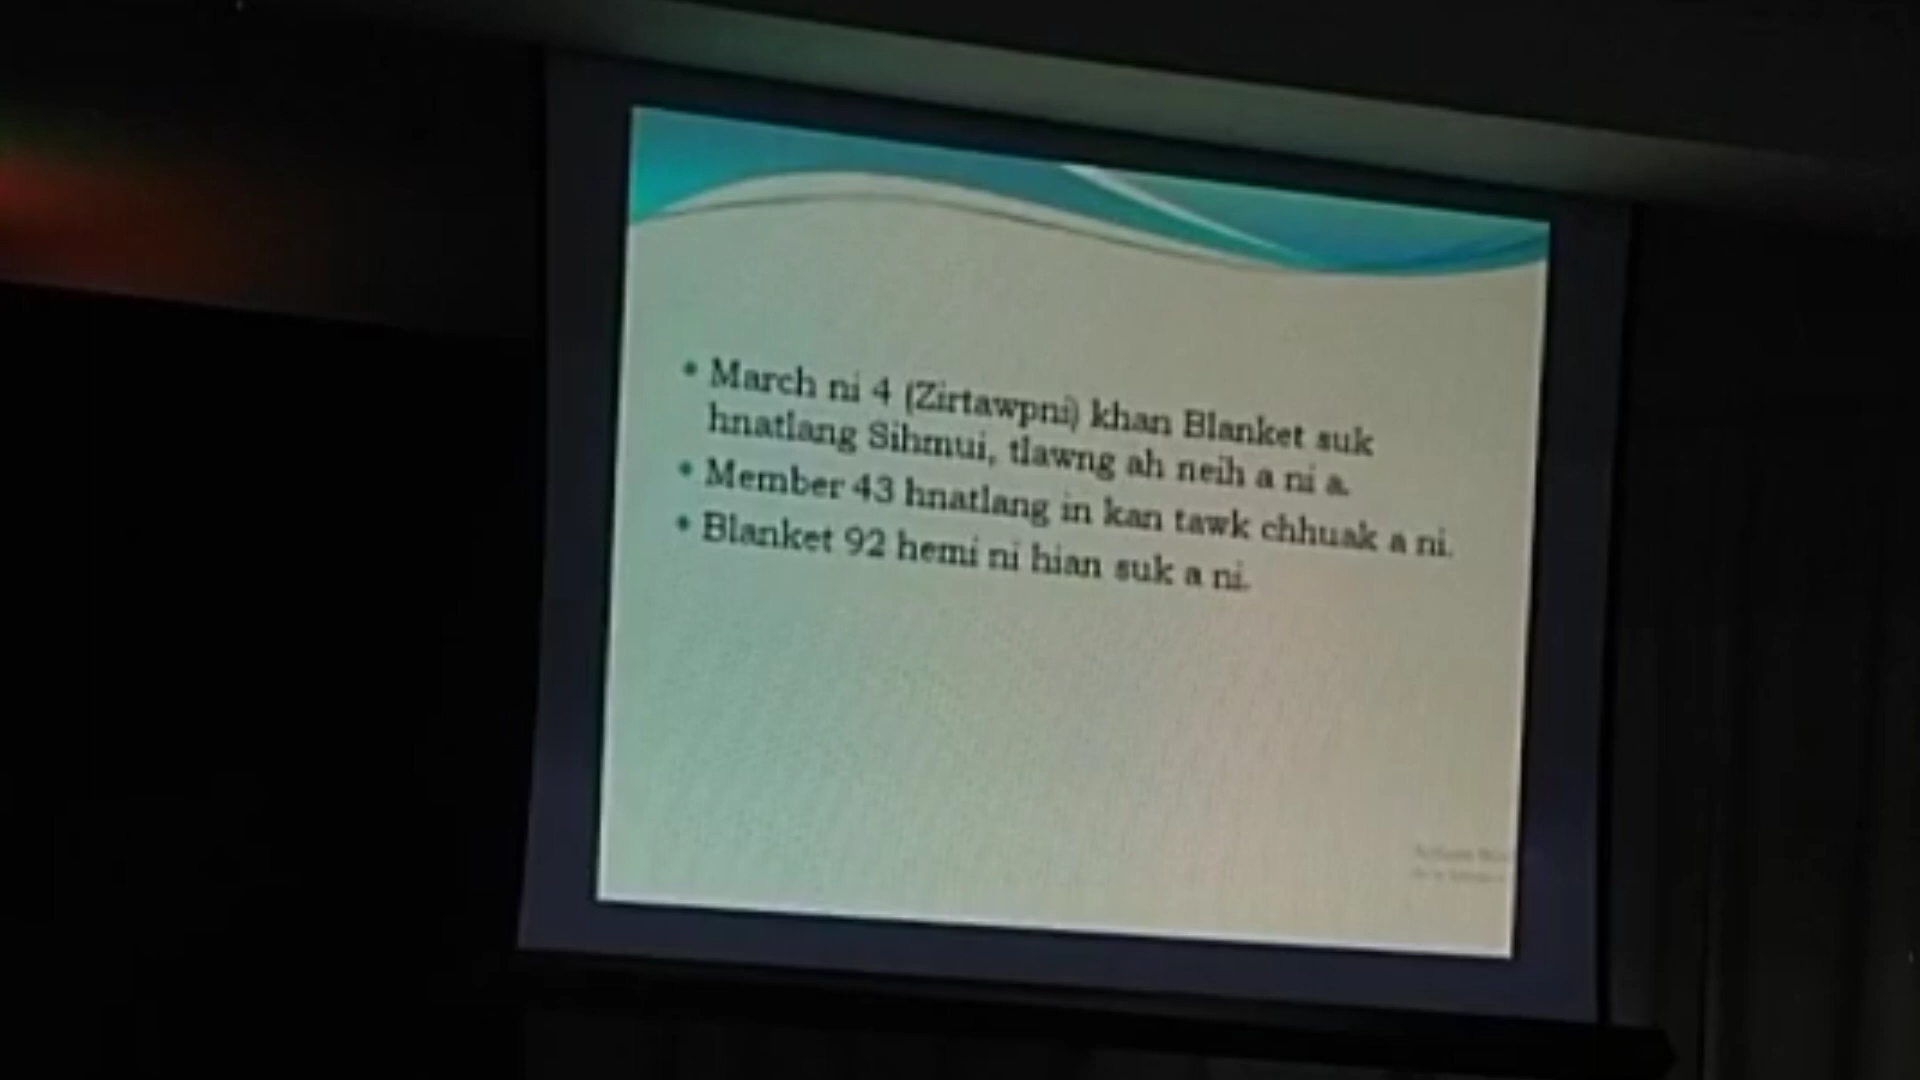 • March ni 4 (Zirtawpni) khan Blanket suk
hnatlang Sihmui, tlawng ah neih a ni a.
• Member 43 hnatlang in kan tawk chhuak a ni.
• Blanket 92 hemi ni hian suk a ni.